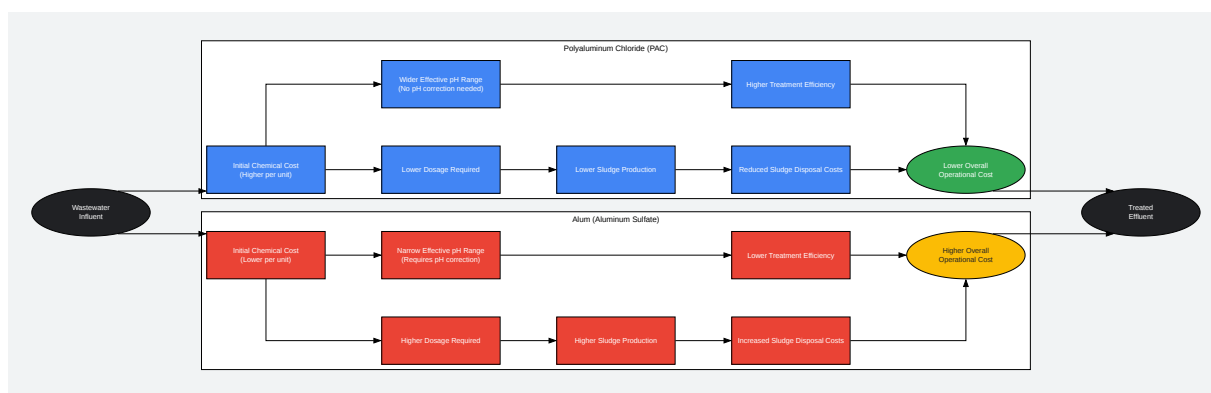 Polyaluminum Chloride (PAC)
Wider Effective pH Range
(No pH correction needed)
Higher Treatment Efficiency
Initial Chemical Cost
(Higher per unit)
Lower Dosage Required
Lower Sludge Production
Reduced Sludge Disposal Costs
Lower Overall
Operational Cost
Wastewater
Influent
Treated
Effluent
Alum (Aluminum Sulfate)
Initial Chemical Cost
(Lower per unit)
Narrow Effective pH Range
(Requires pH correction)
Lower Treatment Efficiency
Higher Overall
Operational Cost
Higher Dosage Required
Higher Sludge Production
Increased Sludge Disposal Costs